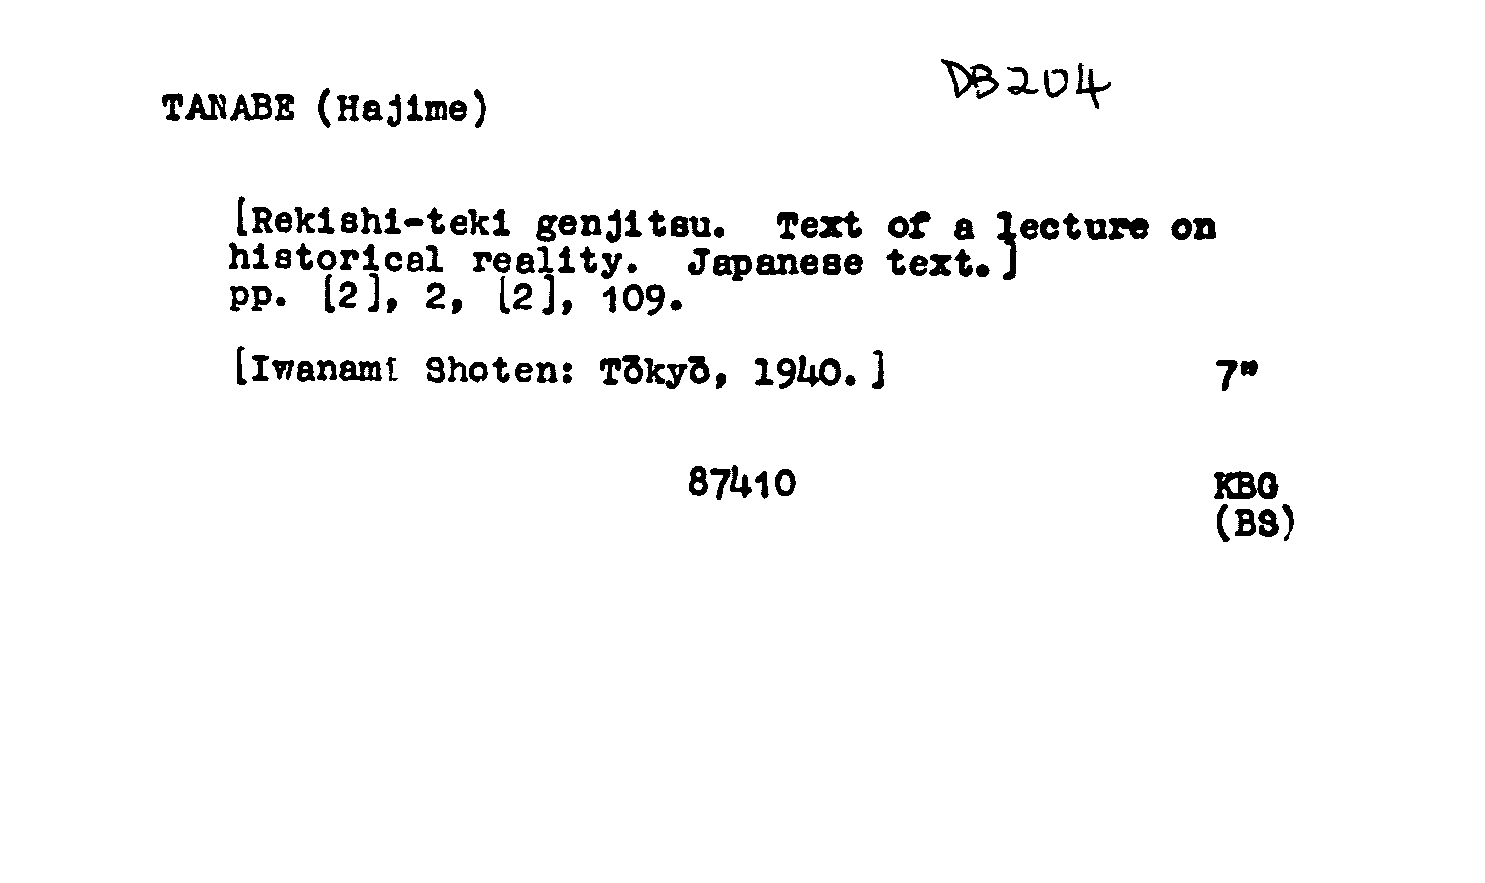 DB204
TANABE (Hajime)
[Rekishi-teki genjitsu. Text of a lecture on
historical reality. Japanese text.]
pp. [2], 2, [2], 109.
[Iwanami Shoten: Tōkyō, 1940.] 7"
87410 KBG
(BS)